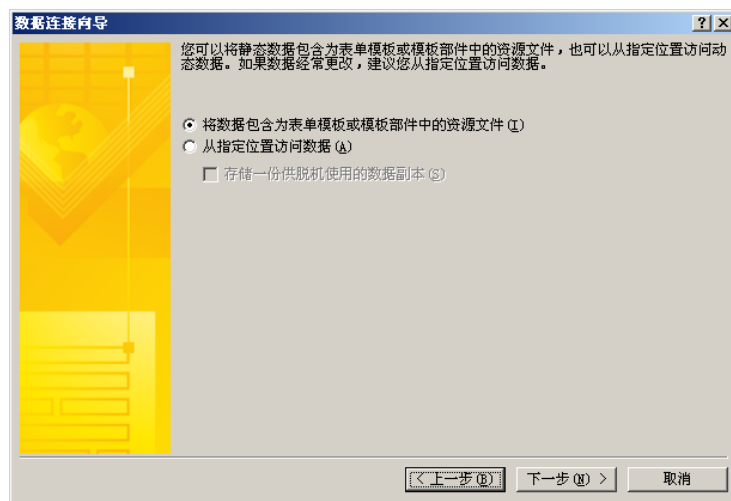 数据连接向导
您可以将静态数据包含为表单模板或模板部件中的资源文件，也可以从指定位置访问动
态数据。如果数据经常更改，建议您从指定位置访问数据。
将数据包含为表单模板或模板部件中的资源文件(I)
从指定位置访问数据(A)
存储一份供脱机使用的数据副本(S)
< 上一步(B) 下一步(N) > 取消